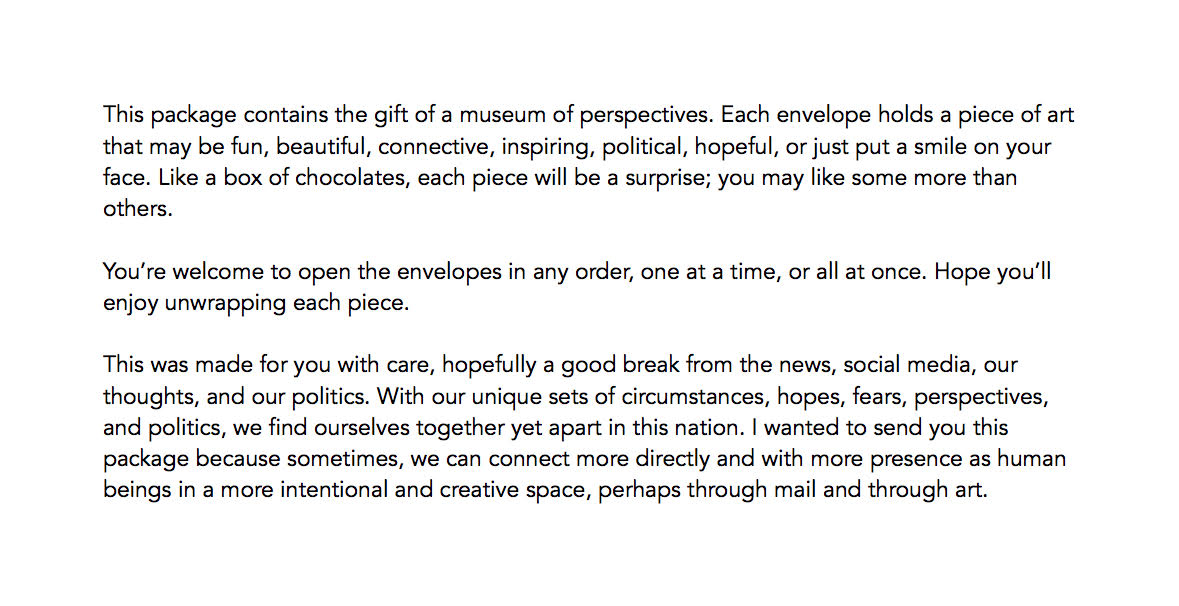 This package contains the gift of a museum of perspectives. Each envelope holds a piece of art
that may be fun, beautiful, connective, inspiring, political, hopeful, or just put a smile on your
face. Like a box of chocolates, each piece will be a surprise; you may like some more than
others.
You’re welcome to open the envelopes in any order, one at a time, or all at once. Hope you’ll
enjoy unwrapping each piece.
This was made for you with care, hopefully a good break from the news, social media, our
thoughts, and our politics. With our unique sets of circumstances, hopes, fears, perspectives,
and politics, we find ourselves together yet apart in this nation. I wanted to send you this
package because sometimes, we can connect more directly and with more presence as human
beings in a more intentional and creative space, perhaps through mail and through art.